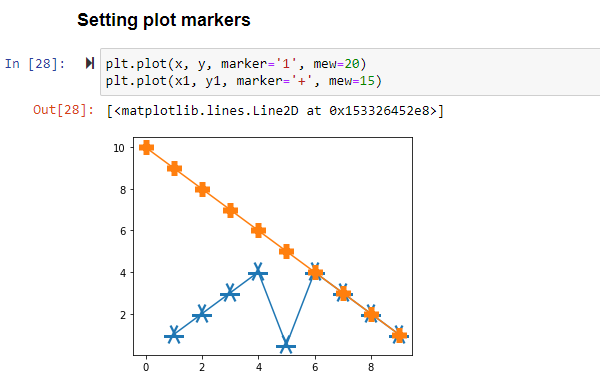 Setting plot markers
In [28]:
plt.plot(x, y, marker='1', mew=20)
plt.plot(x1, y1, marker='+', mew=15)
Out[28]: [<matplotlib.lines.Line2D at 0x153326452e8>]
10
8
6
4
2
0 2 4 6 8